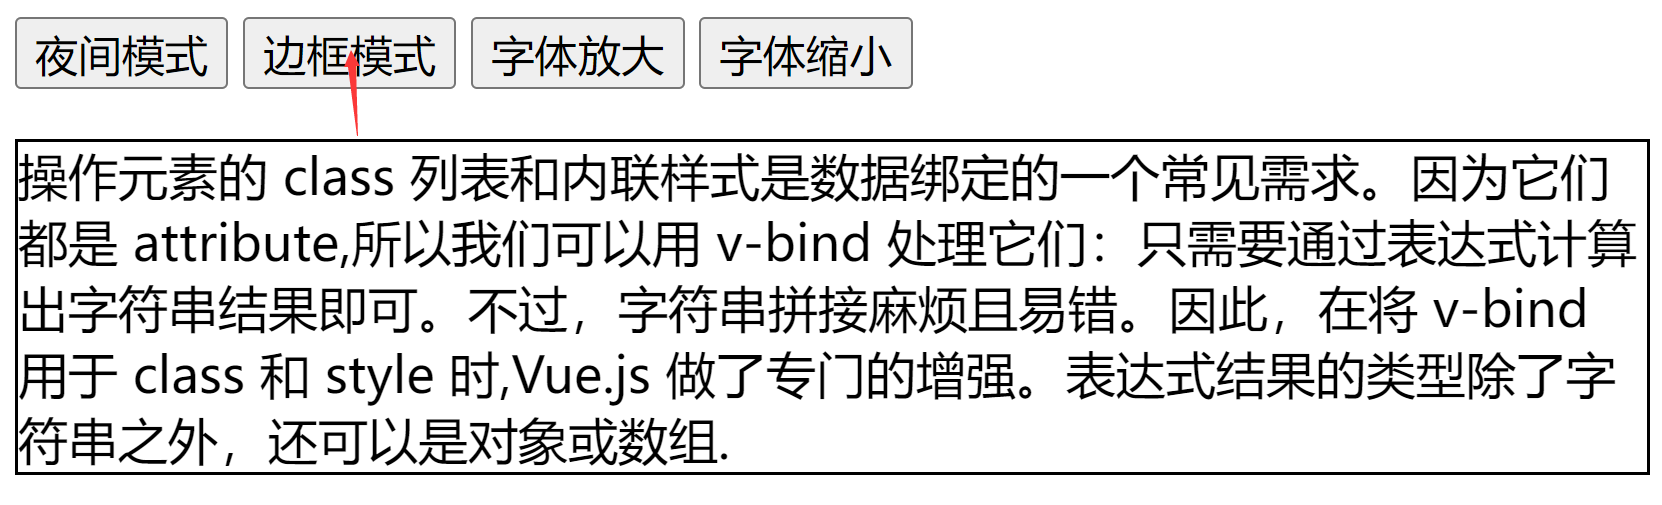 夜间模式 边框模式 字体放大 字体缩小
操作元素的 class 列表和内联样式是数据绑定的一个常见需求。因为它们
都是 attribute,所以我们可以用 v-bind 处理它们：只需要通过表达式计算
出字符串结果即可。不过，字符串拼接麻烦且易错。因此，在将 v-bind
用于 class 和 style 时,Vue.js 做了专门的增强。表达式结果的类型除了字
符串之外，还可以是对象或数组.